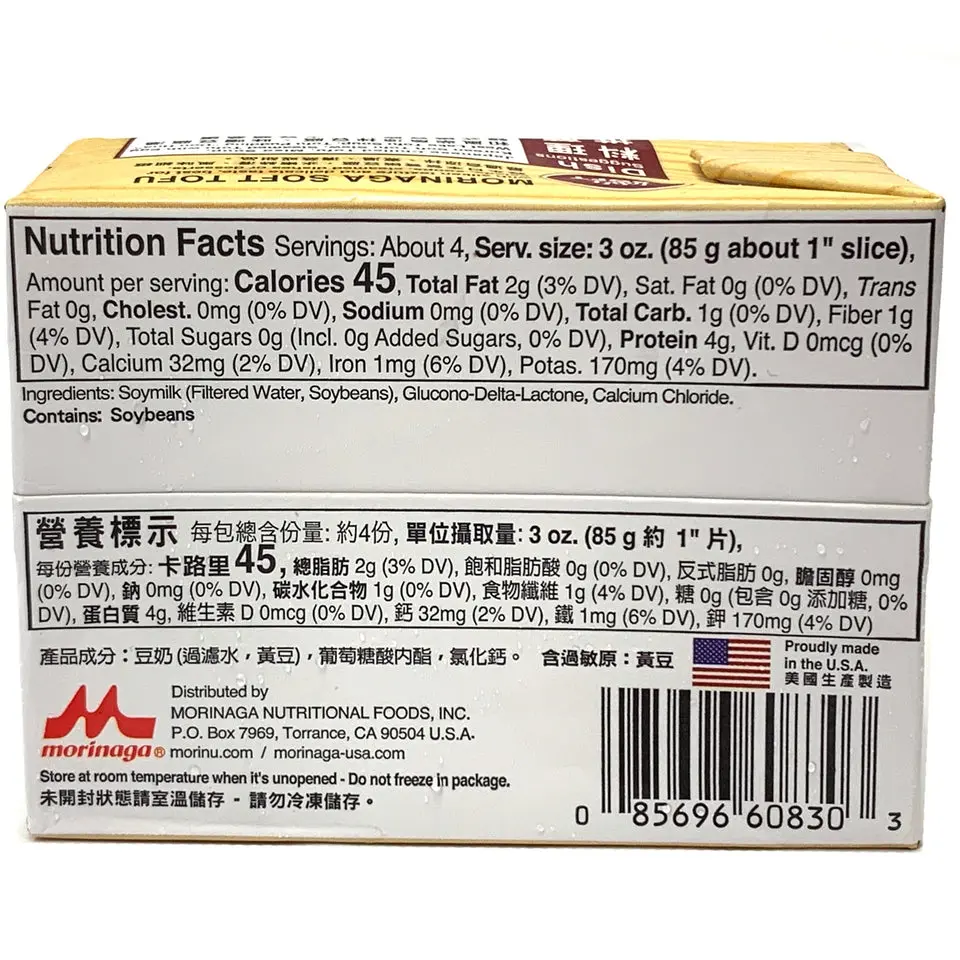 MORINAGA SOFT TOFU
Dish
Suggestions
料理
Nutrition Facts Servings: About 4, Serv. size: 3 oz. (85 g about 1" slice),
Amount per serving: Calories 45, Total Fat 2g (3% DV), Sat. Fat 0g (0% DV), Trans
Fat 0g, Cholest. 0mg (0% DV), Sodium 0mg (0% DV), Total Carb. 1g (0% DV), Fiber 1g
(4% DV), Total Sugars 0g (Incl. 0g Added Sugars, 0% DV), Protein 4g, Vit. D 0mcg (0%
DV), Calcium 32mg (2% DV), Iron 1mg (6% DV), Potas. 170mg (4% DV).
Ingredients: Soymilk (Filtered Water, Soybeans), Glucono-Delta-Lactone, Calcium Chloride.
Contains: Soybeans
營養標示 每包總含份量: 約4份, 單位攝取量: 3 oz. (85 g 約 1" 片),
每份營養成分: 卡路里 45, 總脂肪 2g (3% DV), 飽和脂肪酸 0g (0% DV), 反式脂肪 0g, 膽固醇 0mg
(0% DV), 鈉 0mg (0% DV), 碳水化合物 1g (0% DV), 食物纖維 1g (4% DV), 糖 0g (包含 0g 添加糖, 0%
DV), 蛋白質 4g, 維生素 D 0mcg (0% DV), 鈣 32mg (2% DV), 鐵 1mg (6% DV), 鉀 170mg (4% DV)
產品成分：豆奶 (過濾水，黃豆)，葡萄糖酸內酯，氯化鈣。 含過敏原：黃豆
Proudly made
in the U.S.A.
美國生產製造
Distributed by
MORINAGA NUTRITIONAL FOODS, INC.
P.O. Box 7969, Torrance, CA 90504 U.S.A.
morinaga® morinu.com / morinaga-usa.com
Store at room temperature when it's unopened - Do not freeze in package.
未開封狀態請室溫儲存 - 請勿冷凍儲存。
0 85696 60830 3